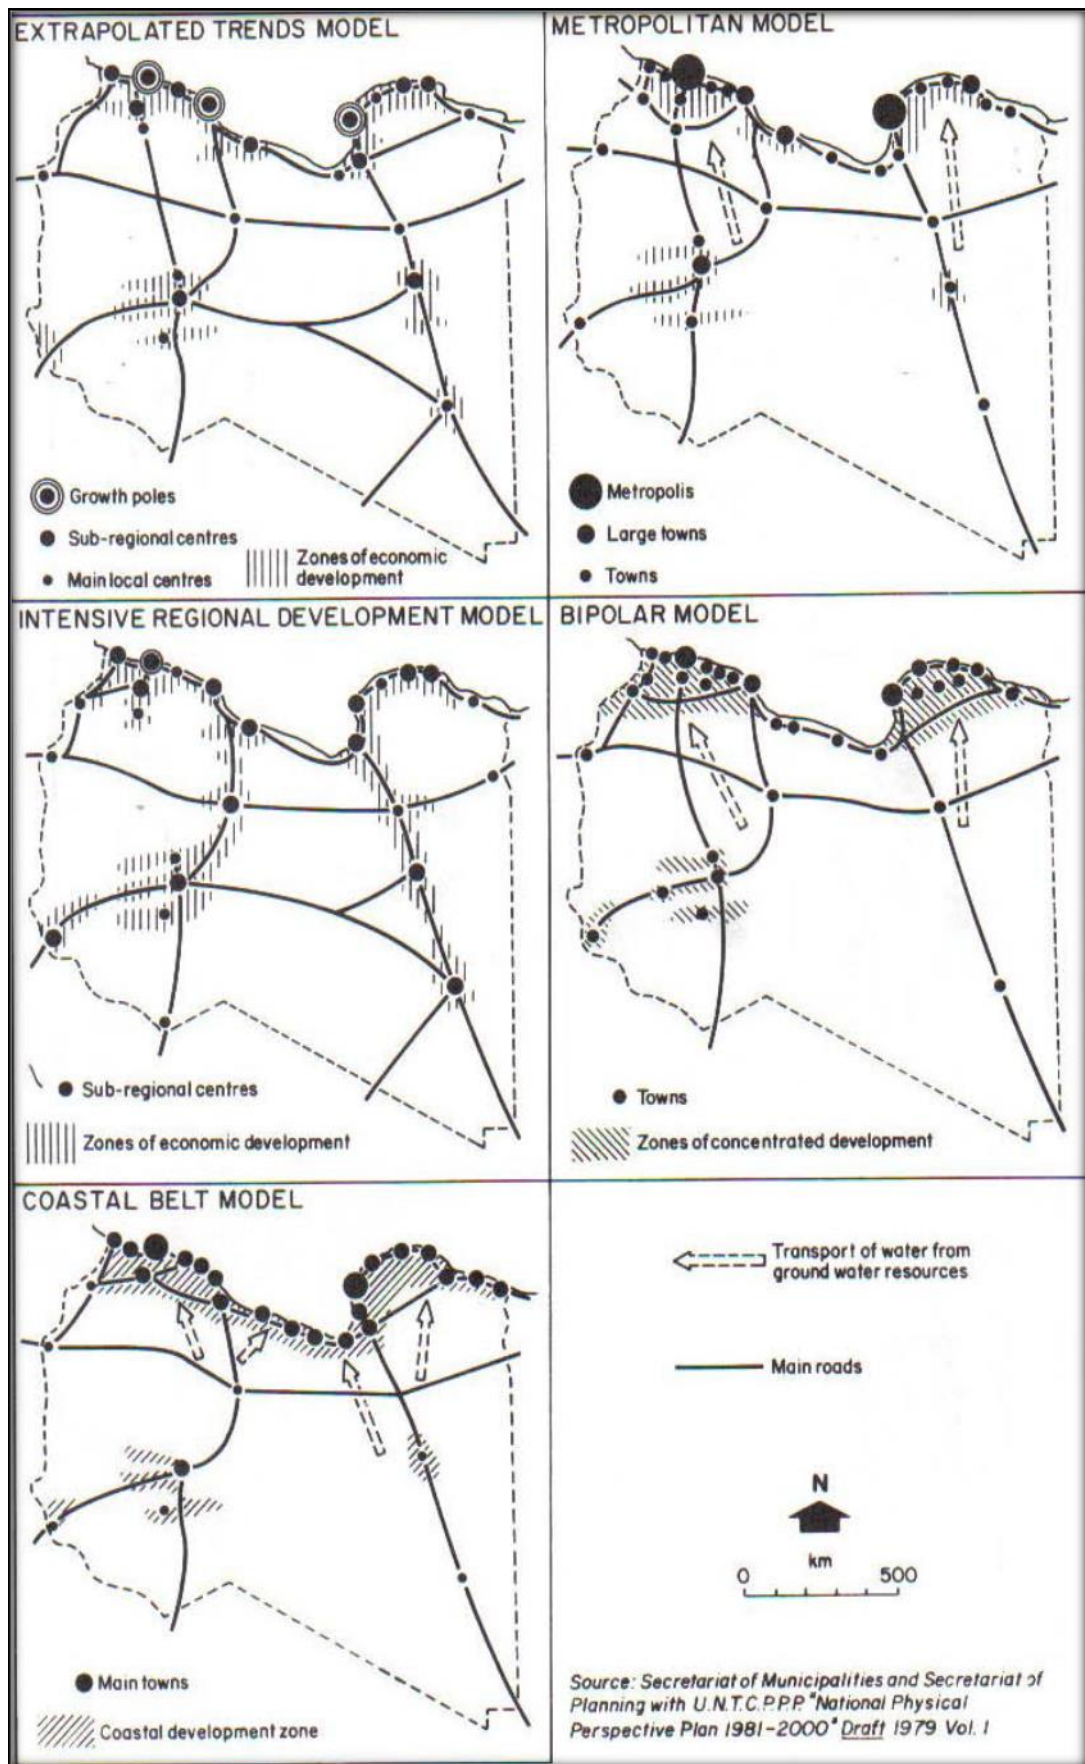 EXTRAPOLATED TRENDS MODEL
Growth poles
Sub-regional centres
Main local centres
Zones of economic
development
METROPOLITAN MODEL
Metropolis
Large towns
Towns
INTENSIVE REGIONAL DEVELOPMENT MODEL
Sub-regional centres
Zones of economic development
BIPOLAR MODEL
Towns
Zones of concentrated development
COASTAL BELT MODEL
Main towns
Coastal development zone
Transport of water from
ground water resources
Main roads
N
km
0 500
Source: Secretariat of Municipalities and Secretariat of
Planning with U.N.T.C.P.P.P. "National Physical
Perspective Plan 1981-2000" Draft 1979 Vol. 1